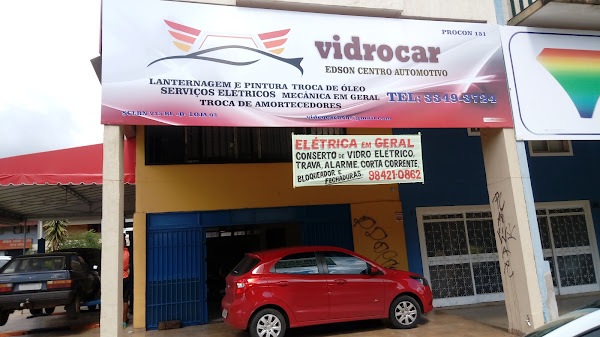 PROCON 151
vidrocar
EDSON CENTRO AUTOMOTIVO
LANTERNAGEM E PINTURA TROCA DE ÓLEO
SERVIÇOS ELETRICOS MECÂNICA EM GERAL
TROCA DE AMORTECEDORES
TEL: 3349-3724
ELÉTRICA EM GERAL
CONSERTO DE VIDRO ELÉTRICO,
TRAVA, ALARME, CORTA CORRENTE,
BLOQUEADOR E
FECHADURAS. 98421-0862